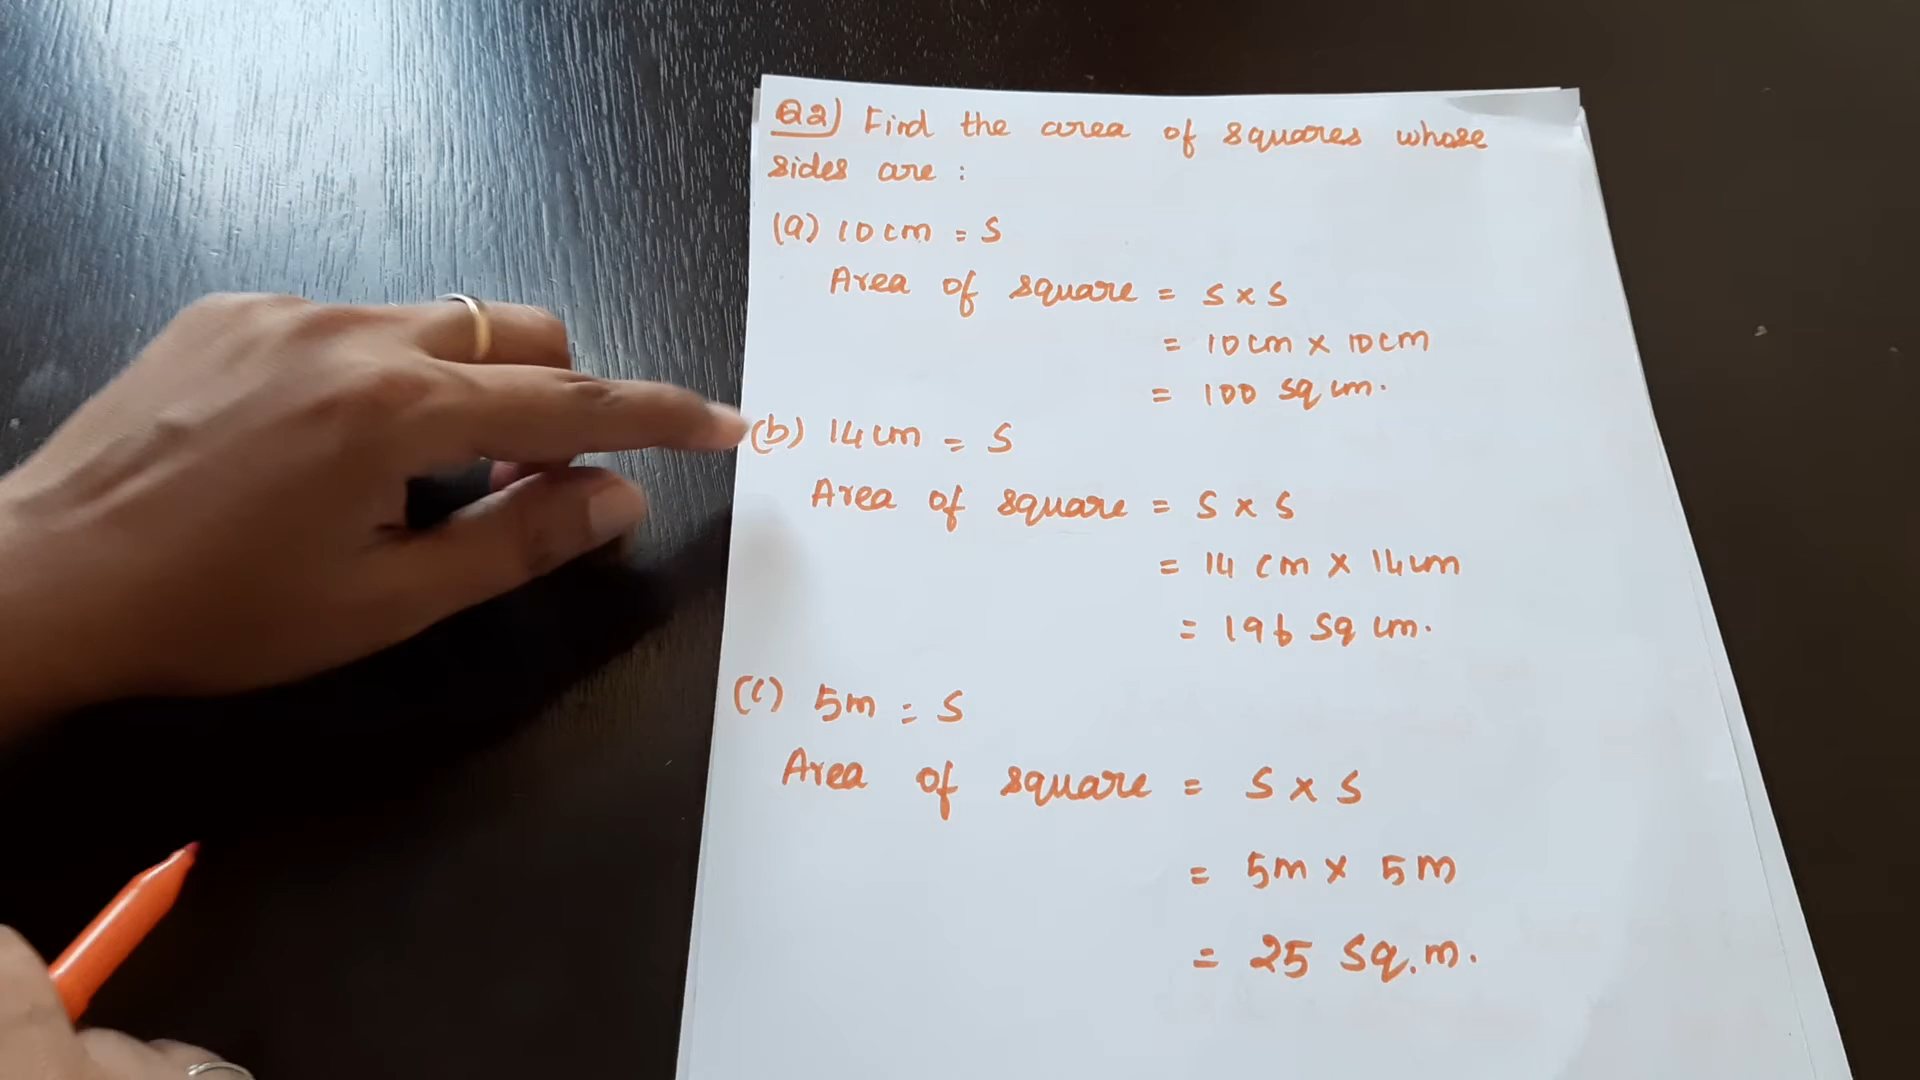 Q2) Find the area of squares whose
sides are :
(a) 10 cm = S
Area of square = S x S
= 10 cm x 10 cm
= 100 sq cm.
(b) 14 cm = S
Area of square = S x S
= 14 cm x 14 cm
= 196 Sq cm.
(c) 5m = S
Area of square = S x S
= 5m x 5m
= 25 Sq.m.